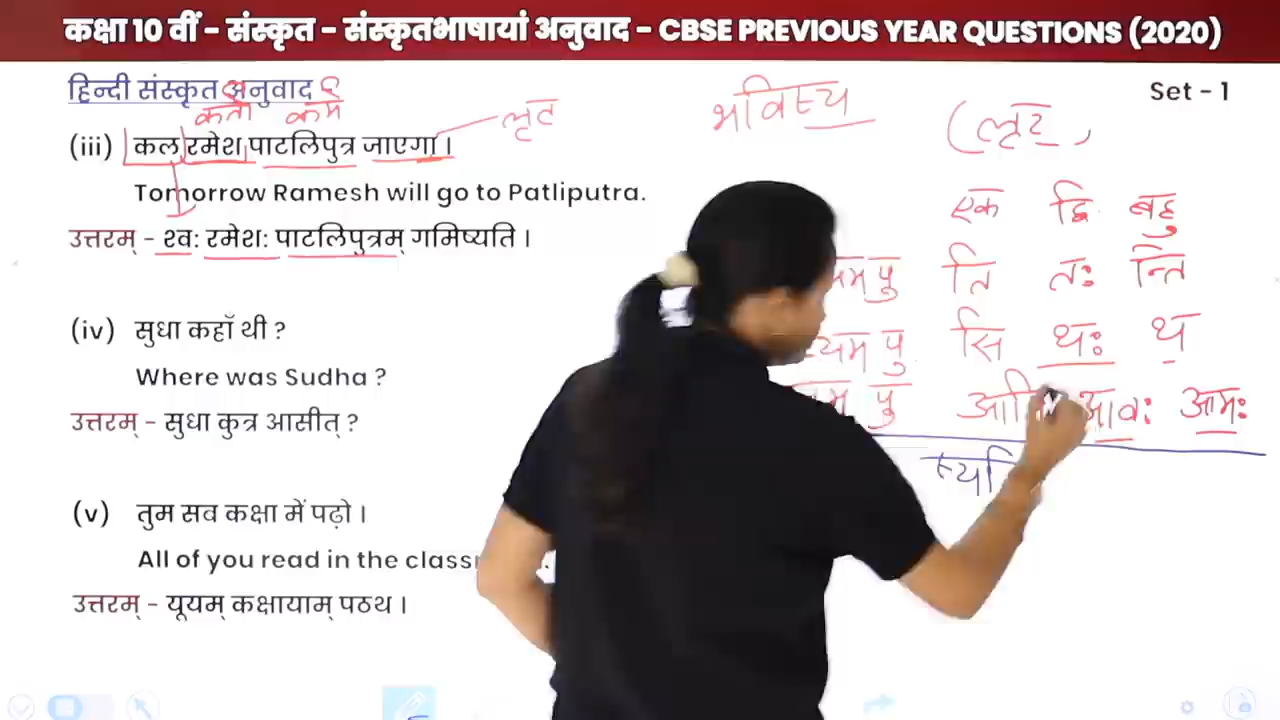 कक्षा 10 वीं - संस्कृत - संस्कृतभाषायां अनुवाद - CBSE PREVIOUS YEAR QUESTIONS (2020)
हिन्दी संस्कृत अनुवाद
Set - 1
कर्ता कर्म लृट भविस्य (लृट)
(iii) कल रमेश पाटलिपुत्र जाएगा ।
Tomorrow Ramesh will go to Patliputra.
एक द्वि बहु
उत्तरम् - श्वः रमेशः पाटलिपुत्रम् गमिष्यति ।
पु ति तः न्ति
(iv) सुधा कहाँ थी ?
यम पु सि थः थ
Where was Sudha ?
पु आमि आवः आमः
उत्तरम् - सुधा कुत्र आसीत् ?
(v) तुम सव कक्षा में पढ़ो ।
All of you read in the
उत्तरम् - यूयम् कक्षायाम् पठथ ।